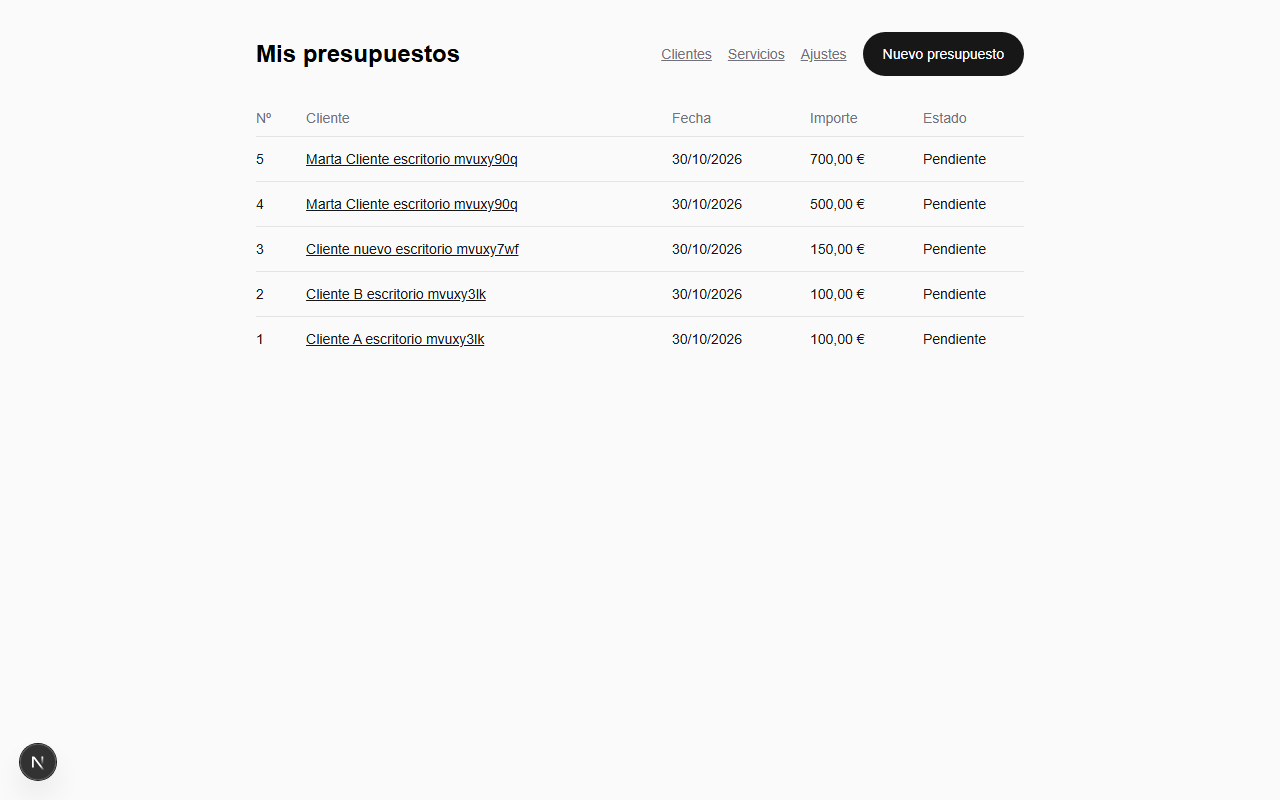 Mis presupuestos
Clientes Servicios Ajustes Nuevo presupuesto
Nº Cliente Fecha Importe Estado
5 Marta Cliente escritorio mvuxy90q 30/10/2026 700,00 € Pendiente
4 Marta Cliente escritorio mvuxy90q 30/10/2026 500,00 € Pendiente
3 Cliente nuevo escritorio mvuxy7wf 30/10/2026 150,00 € Pendiente
2 Cliente B escritorio mvuxy3lk 30/10/2026 100,00 € Pendiente
1 Cliente A escritorio mvuxy3lk 30/10/2026 100,00 € Pendiente
N